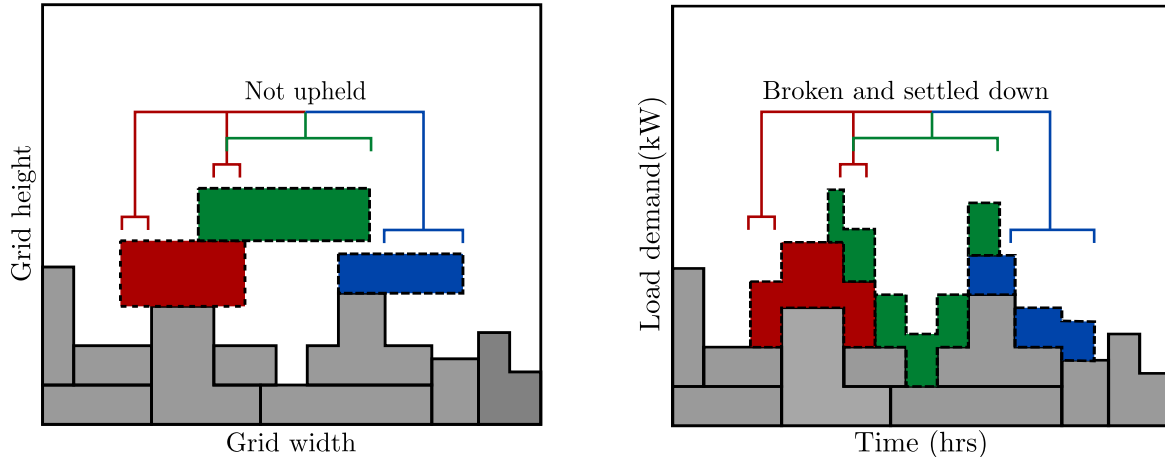 Not upheld
Grid height
Grid width
Broken and settled down
Load demand(kW)
Time (hrs)